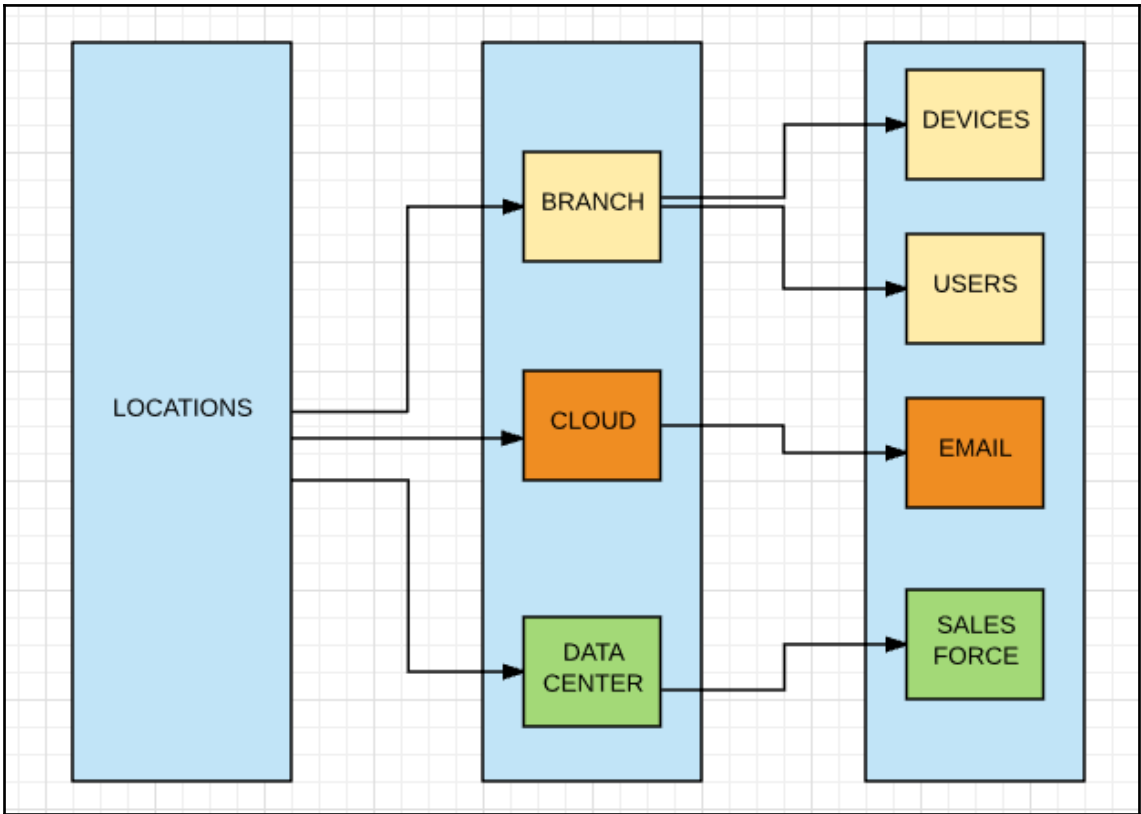 LOCATIONS
BRANCH
CLOUD
DATA
CENTER
DEVICES
USERS
EMAIL
SALES
FORCE